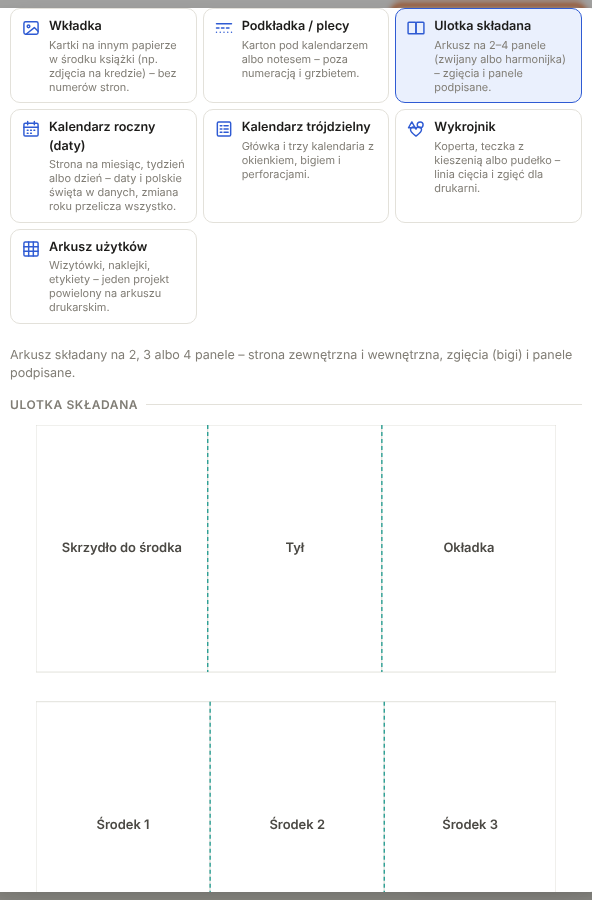 Wkładka
Kartki na innym papierze
w środku książki (np.
zdjęcia na kredzie) – bez
numerów stron.
Podkładka / plecy
Karton pod kalendarzem
albo notesem – poza
numeracją i grzbietem.
Ulotka składana
Arkusz na 2–4 panele
(zwijany albo harmonijka)
– zgięcia i panele
podpisane.
Kalendarz roczny
(daty)
Strona na miesiąc, tydzień
albo dzień – daty i polskie
święta w danych, zmiana
roku przelicza wszystko.
Kalendarz trójdzielny
Główka i trzy kalendaria z
okienkiem, bigiem i
perforacjami.
Wykrojnik
Koperta, teczka z
kieszenią albo pudełko –
linia cięcia i zgięć dla
drukarni.
Arkusz użytków
Wizytówki, naklejki,
etykiety – jeden projekt
powielony na arkuszu
drukarskim.
Arkusz składany na 2, 3 albo 4 panele – strona zewnętrzna i wewnętrzna, zgięcia (bigi) i panele
podpisane.
ULOTKA SKŁADANA
Skrzydło do środka
Tył
Okładka
Środek 1
Środek 2
Środek 3